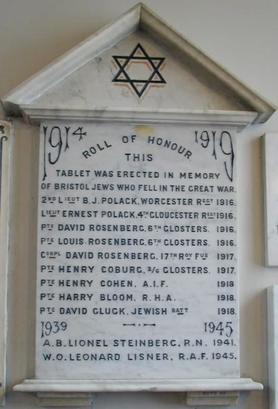 1914 1919
ROLL OF HONOUR
THIS
TABLET WAS ERECTED IN MEMORY
OF BRISTOL JEWS WHO FELL IN THE GREAT WAR.
2ND LIEUT B.J. POLACK, WORCESTER REGT 1916.
LIEUT ERNEST POLACK, 4TH GLOUCESTER REGT 1916.
PTE DAVID ROSENBERG, 6TH GLOSTERS. 1916.
PTE LOUIS ROSENBERG, 6TH GLOSTERS. 1916.
CORPL DAVID ROSENBERG, 17TH ROY FUS 1917.
PTE HENRY COBURG, 3/6 GLOSTERS. 1917.
PTE HENRY COHEN, A.I.F. 1918
PTE HARRY BLOOM, R.H.A. 1918.
PTE DAVID GLUCK, JEWISH BATT 1918.
1939 1945
A.B. LIONEL STEINBERG, R.N. 1941.
W.O. LEONARD LISNER, R.A.F. 1945.